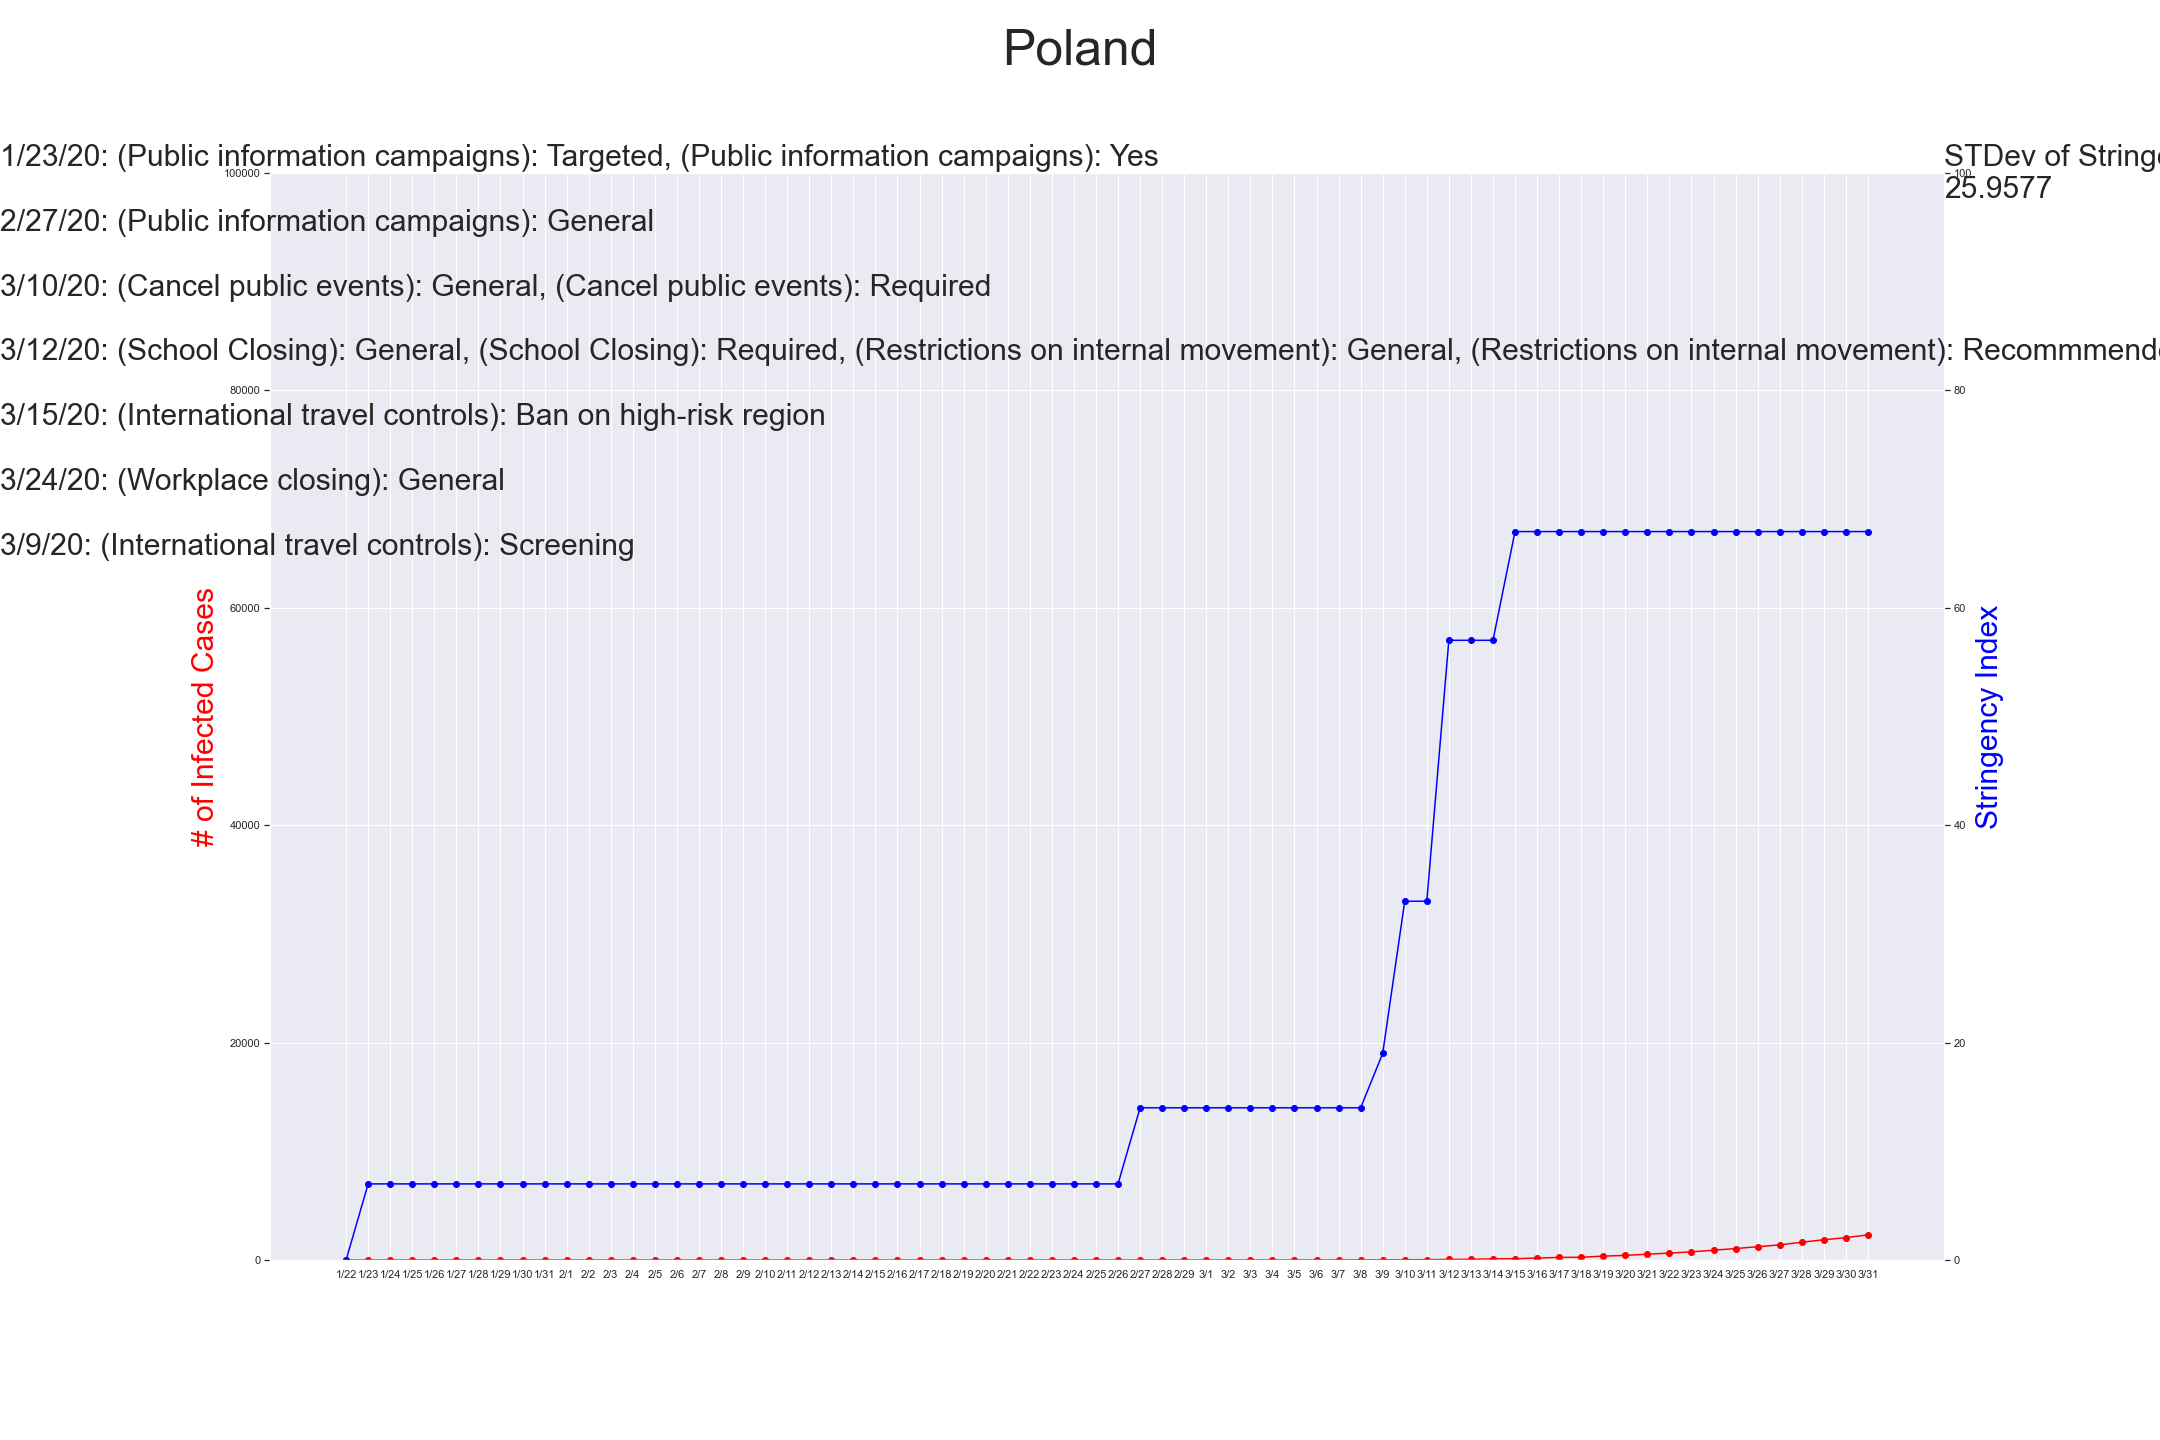 Poland
1/23/20: (Public information campaigns): Targeted, (Public information campaigns): Yes
STDev of
25.9577
2/27/20: (Public information campaigns): General
3/10/20: (Cancel public events): General, (Cancel public events): Required
3/12/20: (School Closing): General, (School Closing): Required, (Restrictions on internal movement): General, (Restrictions on internal movement):
3/15/20: (International travel controls): Ban on high-risk region
3/24/20: (Workplace closing): General
3/9/20: (International travel controls): Screening
# of Infected Cases
100000
80000
60000
40000
20000
0
Stringency Index
100
80
60
40
20
0
1/22 1/23 1/24 1/25 1/26 1/27 1/28 1/29 1/30 1/31 2/1 2/2 2/3 2/4 2/5 2/6 2/7 2/8 2/9 2/10 2/11 2/12 2/13 2/14 2/15 2/16 2/17 2/18 2/19 2/20 2/21 2/22 2/23 2/24 2/25 2/26 2/27 2/28 2/29 3/1 3/2 3/3 3/4 3/5 3/6 3/7 3/8 3/9 3/10 3/11 3/12 3/13 3/14 3/15 3/16 3/17 3/18 3/19 3/20 3/21 3/22 3/23 3/24 3/25 3/26 3/27 3/28 3/29 3/30 3/31